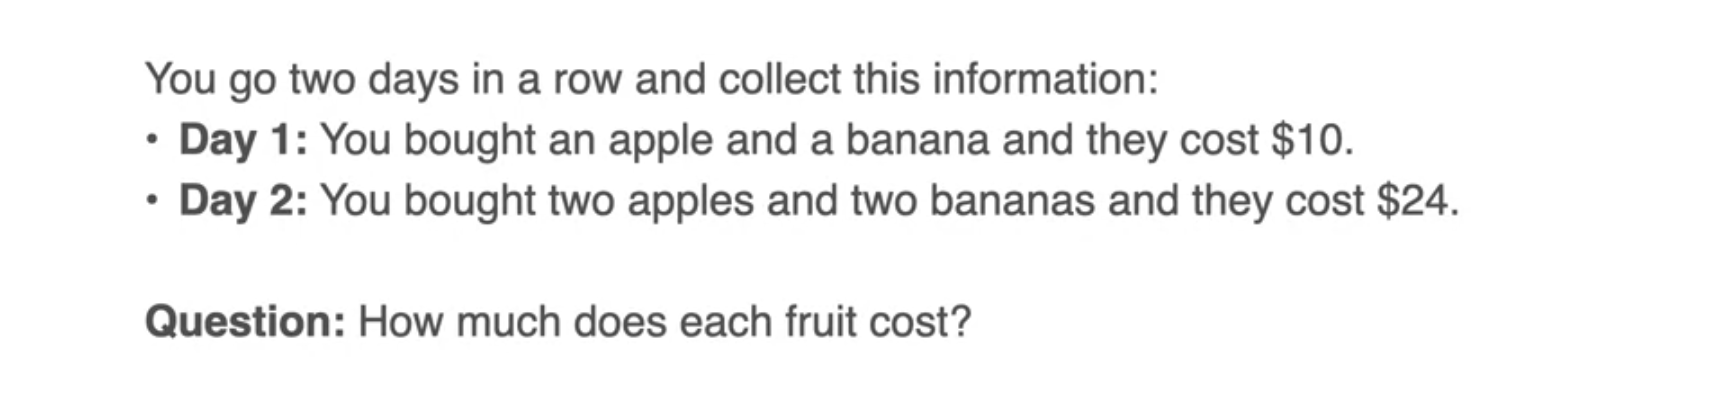 You go two days in a row and collect this information:
• Day 1: You bought an apple and a banana and they cost $10.
• Day 2: You bought two apples and two bananas and they cost $24.
Question: How much does each fruit cost?